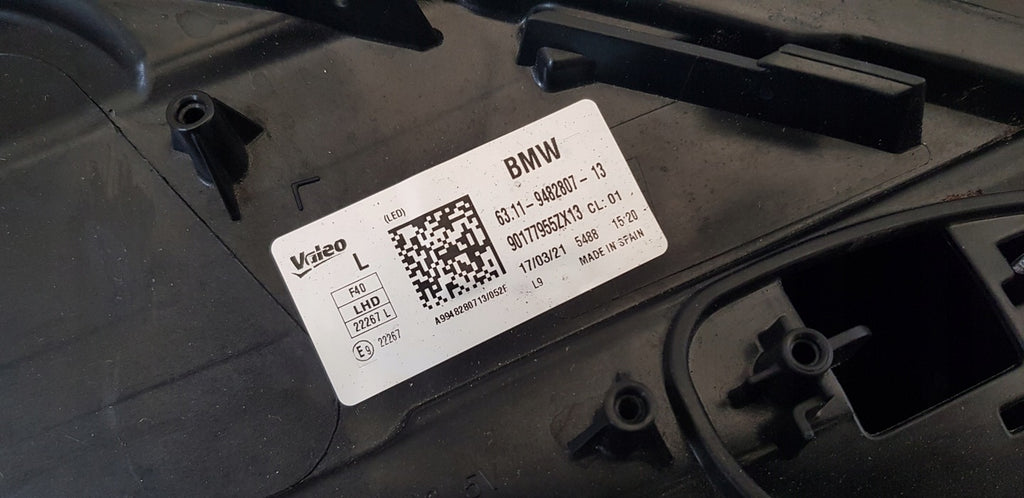 BMW
63.11-9482807-13
90177955ZX13 CL:01
17/03/21 5488 15:20
L9 MADE IN SPAIN
(LED)
Valeo
L
F40
LHD
22267 L
E9 22267
A9948280713/052F